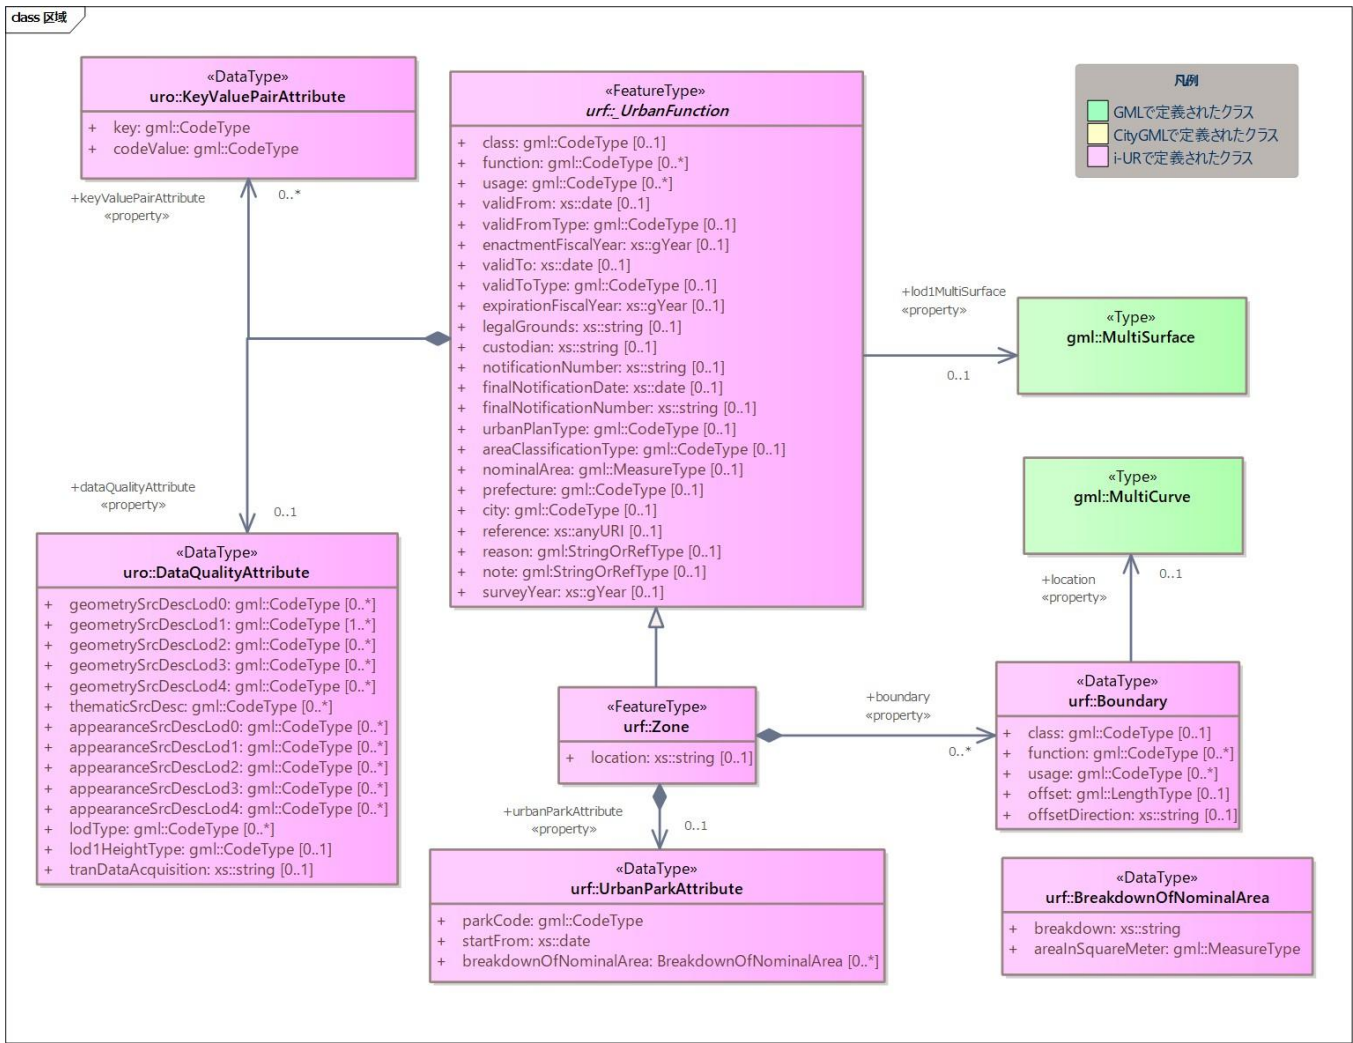 class 区域
«DataType»
uro::KeyValuePairAttribute
+ key: gml::CodeType
+ codeValue: gml::CodeType
+keyValuePairAttribute
«property»
0..*
«FeatureType»
urf::_UrbanFunction
+ class: gml::CodeType [0..1]
+ function: gml::CodeType [0..*]
+ usage: gml::CodeType [0..*]
+ validFrom: xs::date [0..1]
+ validFromType: gml::CodeType [0..1]
+ enactmentFiscalYear: xs::gYear [0..1]
+ validTo: xs::date [0..1]
+ validToType: gml::CodeType [0..1]
+ expirationFiscalYear: xs::gYear [0..1]
+ legalGrounds: xs::string [0..1]
+ custodian: xs::string [0..1]
+ notificationNumber: xs::string [0..1]
+ finalNotificationDate: xs::date [0..1]
+ finalNotificationNumber: xs::string [0..1]
+ urbanPlanType: gml::CodeType [0..1]
+ areaClassificationType: gml::CodeType [0..1]
+ nominalArea: gml::MeasureType [0..1]
+ prefecture: gml::CodeType [0..1]
+ city: gml::CodeType [0..1]
+ reference: xs::anyURI [0..1]
+ reason: gml:StringOrRefType [0..1]
+ note: gml:StringOrRefType [0..1]
+ surveyYear: xs::gYear [0..1]
凡例
GMLで定義されたクラス
CityGMLで定義されたクラス
i-URで定義されたクラス
+lod1MultiSurface
«property»
0..1
«Type»
gml::MultiSurface
«Type»
gml::MultiCurve
+location
«property»
0..1
+dataQualityAttribute
«property»
0..1
«DataType»
uro::DataQualityAttribute
+ geometrySrcDescLod0: gml::CodeType [0..*]
+ geometrySrcDescLod1: gml::CodeType [1..*]
+ geometrySrcDescLod2: gml::CodeType [0..*]
+ geometrySrcDescLod3: gml::CodeType [0..*]
+ geometrySrcDescLod4: gml::CodeType [0..*]
+ thematicSrcDesc: gml::CodeType [0..*]
+ appearanceSrcDescLod0: gml::CodeType [0..*]
+ appearanceSrcDescLod1: gml::CodeType [0..*]
+ appearanceSrcDescLod2: gml::CodeType [0..*]
+ appearanceSrcDescLod3: gml::CodeType [0..*]
+ appearanceSrcDescLod4: gml::CodeType [0..*]
+ lodType: gml::CodeType [0..*]
+ lod1HeightType: gml::CodeType [0..1]
+ tranDataAcquisition: xs::string [0..1]
«FeatureType»
urf::Zone
+ location: xs::string [0..1]
+boundary
«property»
0..*
«DataType»
urf::Boundary
+ class: gml::CodeType [0..1]
+ function: gml::CodeType [0..*]
+ usage: gml::CodeType [0..*]
+ offset: gml::LengthType [0..1]
+ offsetDirection: xs::string [0..1]
+urbanParkAttribute
«property»
0..1
«DataType»
urf::UrbanParkAttribute
+ parkCode: gml::CodeType
+ startFrom: xs::date
+ breakdownOfNominalArea: BreakdownOfNominalArea [0..*]
«DataType»
urf::BreakdownOfNominalArea
+ breakdown: xs::string
+ areaInSquareMeter: gml::MeasureType